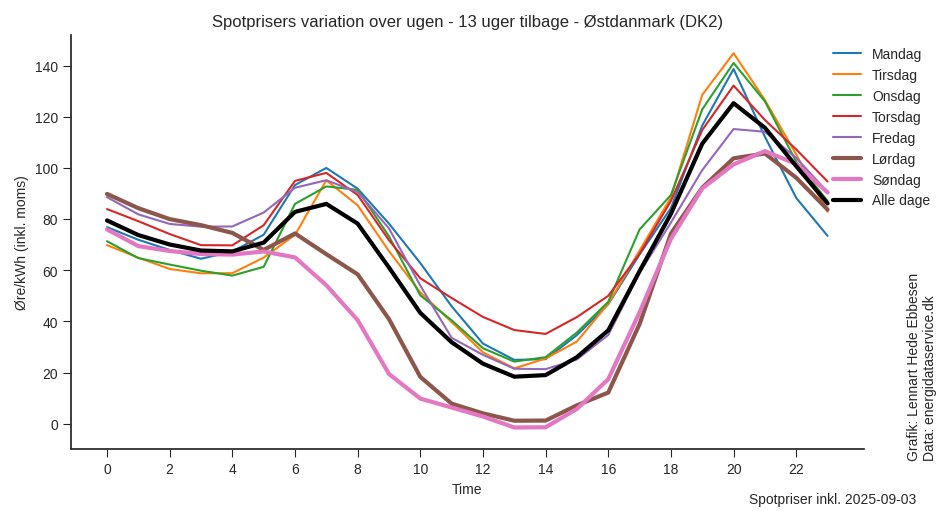 Spotprisers variation over ugen - 13 uger tilbage - Østdanmark (DK2)
Øre/kWh (inkl. moms)
140
120
100
80
60
40
20
0
0 2 4 6 8 10 12 14 16 18 20 22
Time
Mandag
Tirsdag
Onsdag
Torsdag
Fredag
Lørdag
Søndag
Alle dage
Grafik: Lennart Hede Ebbesen
Data: energidataservice.dk
Spotpriser inkl. 2025-09-03